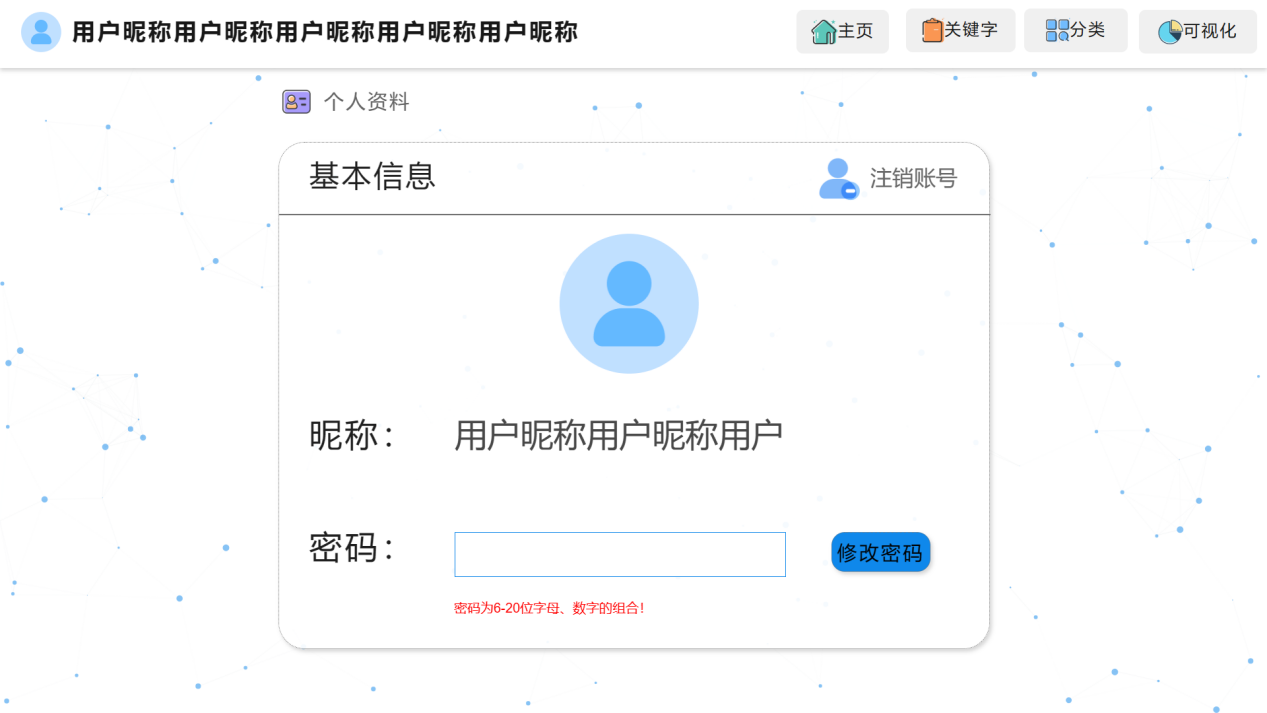 用户昵称用户昵称用户昵称用户昵称用户昵称
主页
关键字
分类
可视化
个人资料
基本信息
注销账号
昵称：
用户昵称用户昵称用户
密码：
修改密码
密码为6-20位字母、数字的组合！